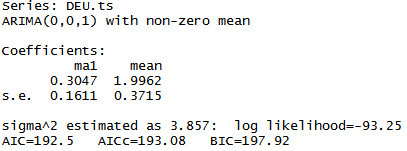 Series: DEU.ts
ARIMA(0,0,1) with non-zero mean
Coefficients:
ma1 mean
0.3047 1.9962
s.e. 0.1611 0.3715
sigma^2 estimated as 3.857: log likelihood=-93.25
AIC=192.5 AICc=193.08 BIC=197.92